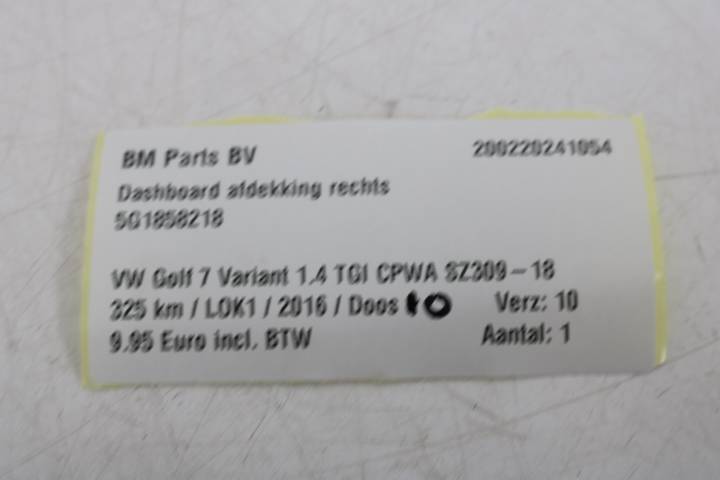 BM Parts BV 200220241054
Dashboard afdekking rechts
5G1858218
VW Golf 7 Variant 1.4 TGI CPWA SZ309-18
325 km / LOK1 / 2016 / Doos Verz: 10
9.95 Euro incl. BTW Aantal: 1